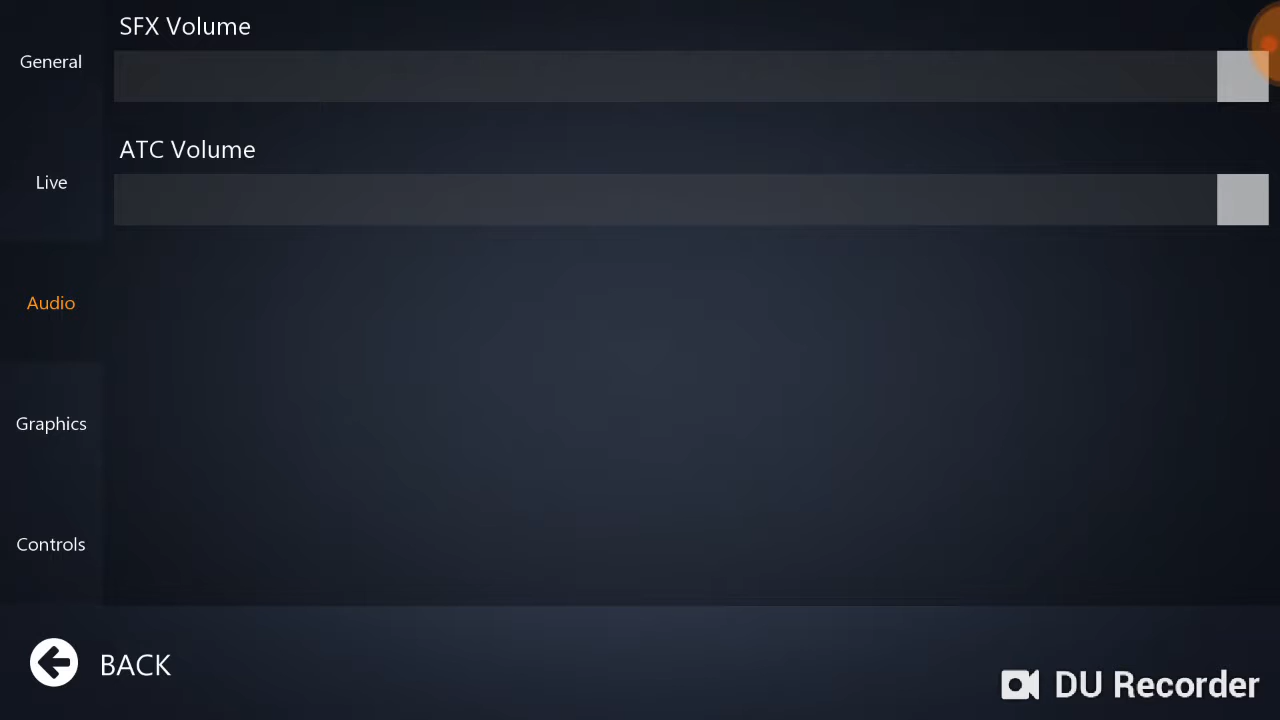 SFX Volume
General
ATC Volume
Live
Audio
Graphics
Controls
BACK
DU Recorder